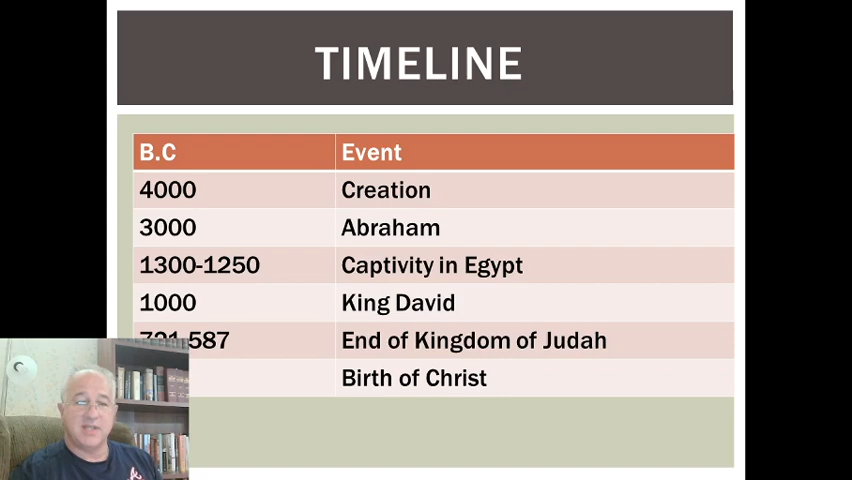 TIMELINE
B.C Event
4000 Creation
3000 Abraham
1300-1250 Captivity in Egypt
1000 King David
587 End of Kingdom of Judah
Birth of Christ